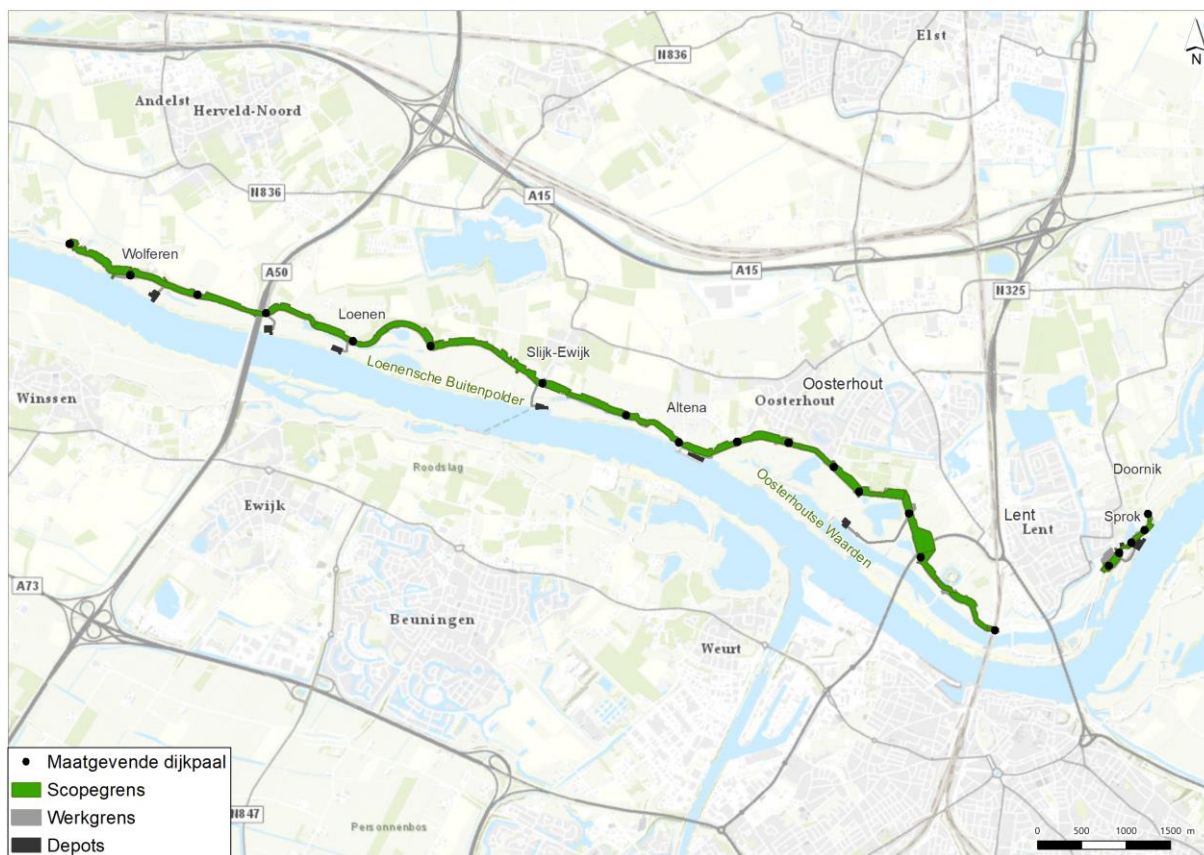 Elst
N836
N
Andelst
Herveld-Noord
N836
A15
Wolferen
A50
A15
N325
Loenen
Slijk-Ewijk
Loenensche Buitenpolder
Winssen
Altena
Oosterhout
Oosterhout
Roodslag
Doornik
Ewijk
Oosterhoutse Waarden
Lent
Lent
Sprok
A73
Beuningen
Weurt
Maatgevende dijkpaal
Scopegrens
Werkgrens
Depots
N847
Personnenbos
0 500 1000 1500 m